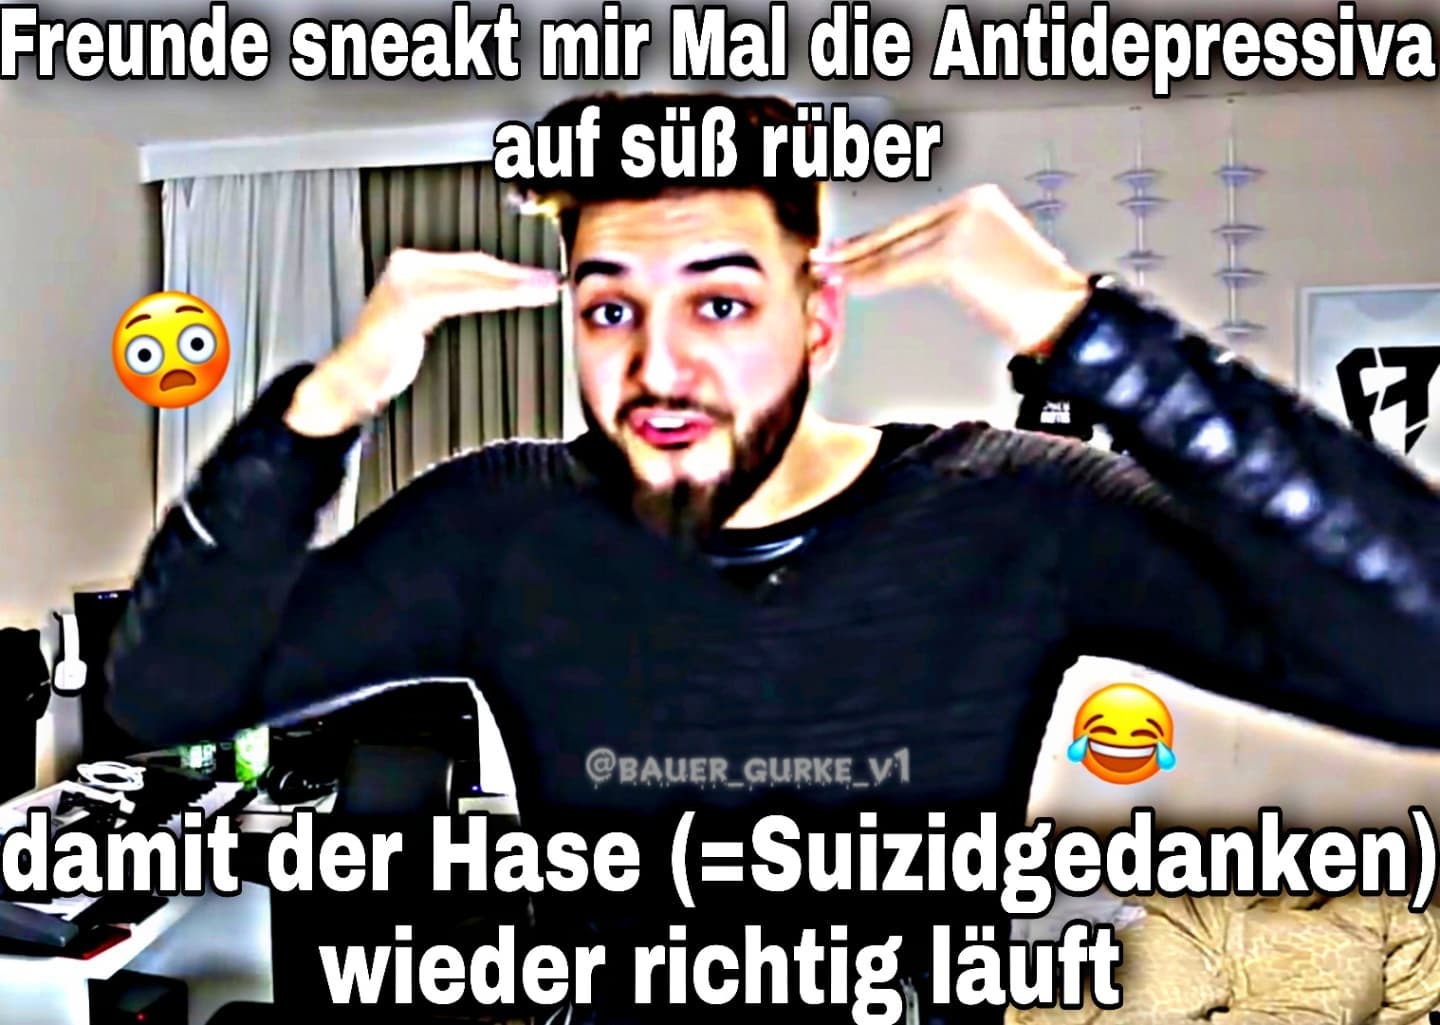 Freunde sneakt mir Mal die Antidepressiva
auf süß rüber
@BAUER_GURKE_V1
damit der Hase (=Suizidgedanken)
wieder richtig läuft